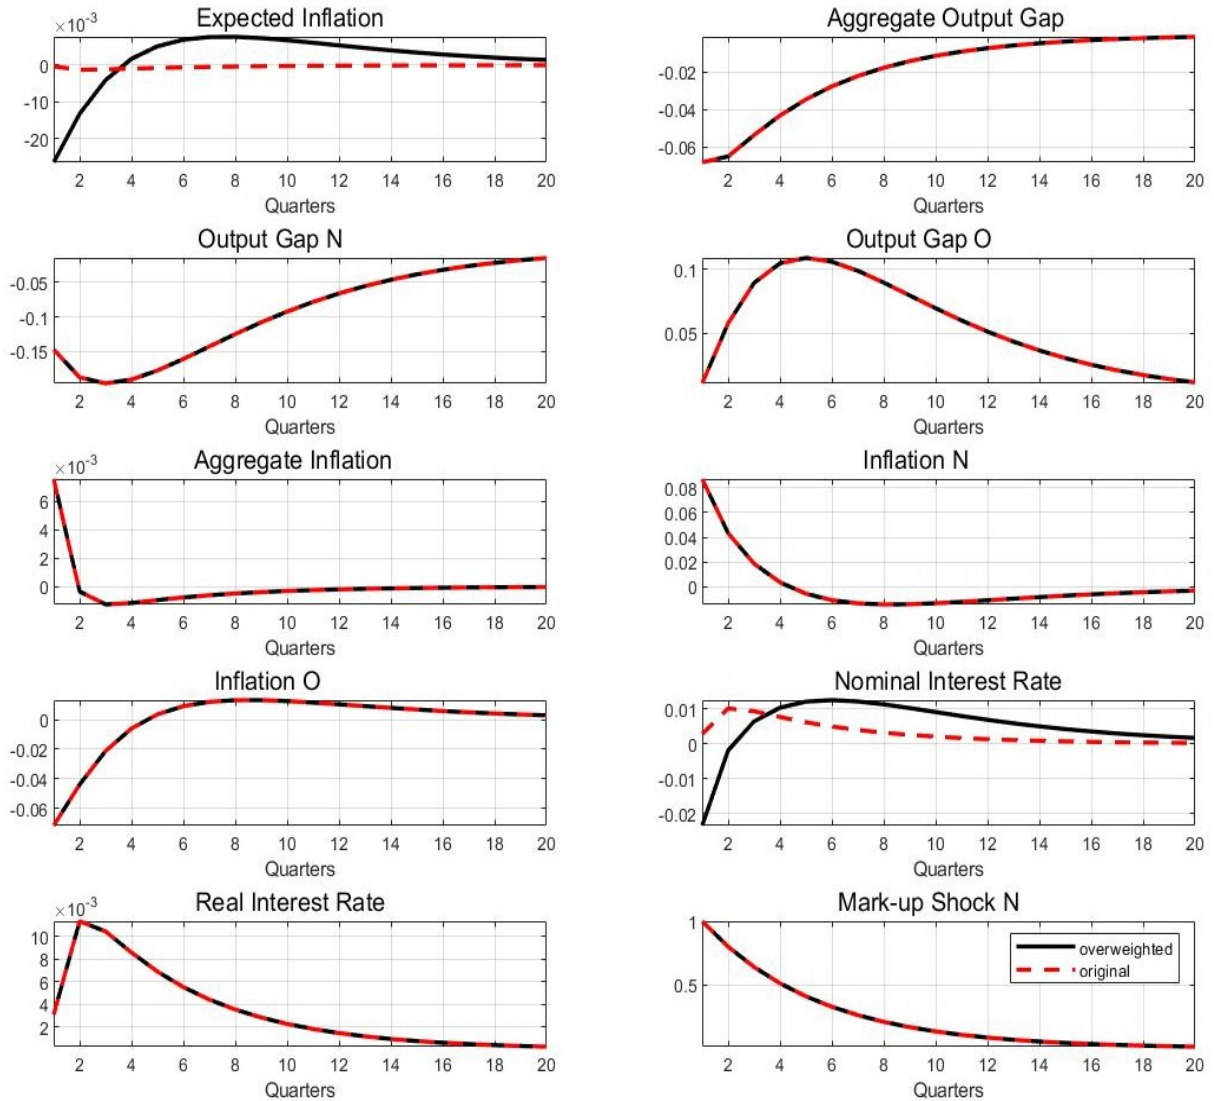 Expected Inflation
×10⁻³
0
-10
-20
2 4 6 8 10 12 14 16 18 20
Quarters
Aggregate Output Gap
-0.02
-0.04
-0.06
2 4 6 8 10 12 14 16 18 20
Quarters
Output Gap N
-0.05
-0.1
-0.15
2 4 6 8 10 12 14 16 18 20
Quarters
Output Gap O
0.1
0.05
2 4 6 8 10 12 14 16 18 20
Quarters
Aggregate Inflation
×10⁻³
6
4
2
0
2 4 6 8 10 12 14 16 18 20
Quarters
Inflation N
0.08
0.06
0.04
0.02
0
2 4 6 8 10 12 14 16 18 20
Quarters
Inflation O
0
-0.02
-0.04
-0.06
2 4 6 8 10 12 14 16 18 20
Quarters
Nominal Interest Rate
0.01
0
-0.01
-0.02
2 4 6 8 10 12 14 16 18 20
Quarters
Real Interest Rate
×10⁻³
10
8
6
4
2
2 4 6 8 10 12 14 16 18 20
Quarters
Mark-up Shock N
1
0.5
overweighted
original
2 4 6 8 10 12 14 16 18 20
Quarters